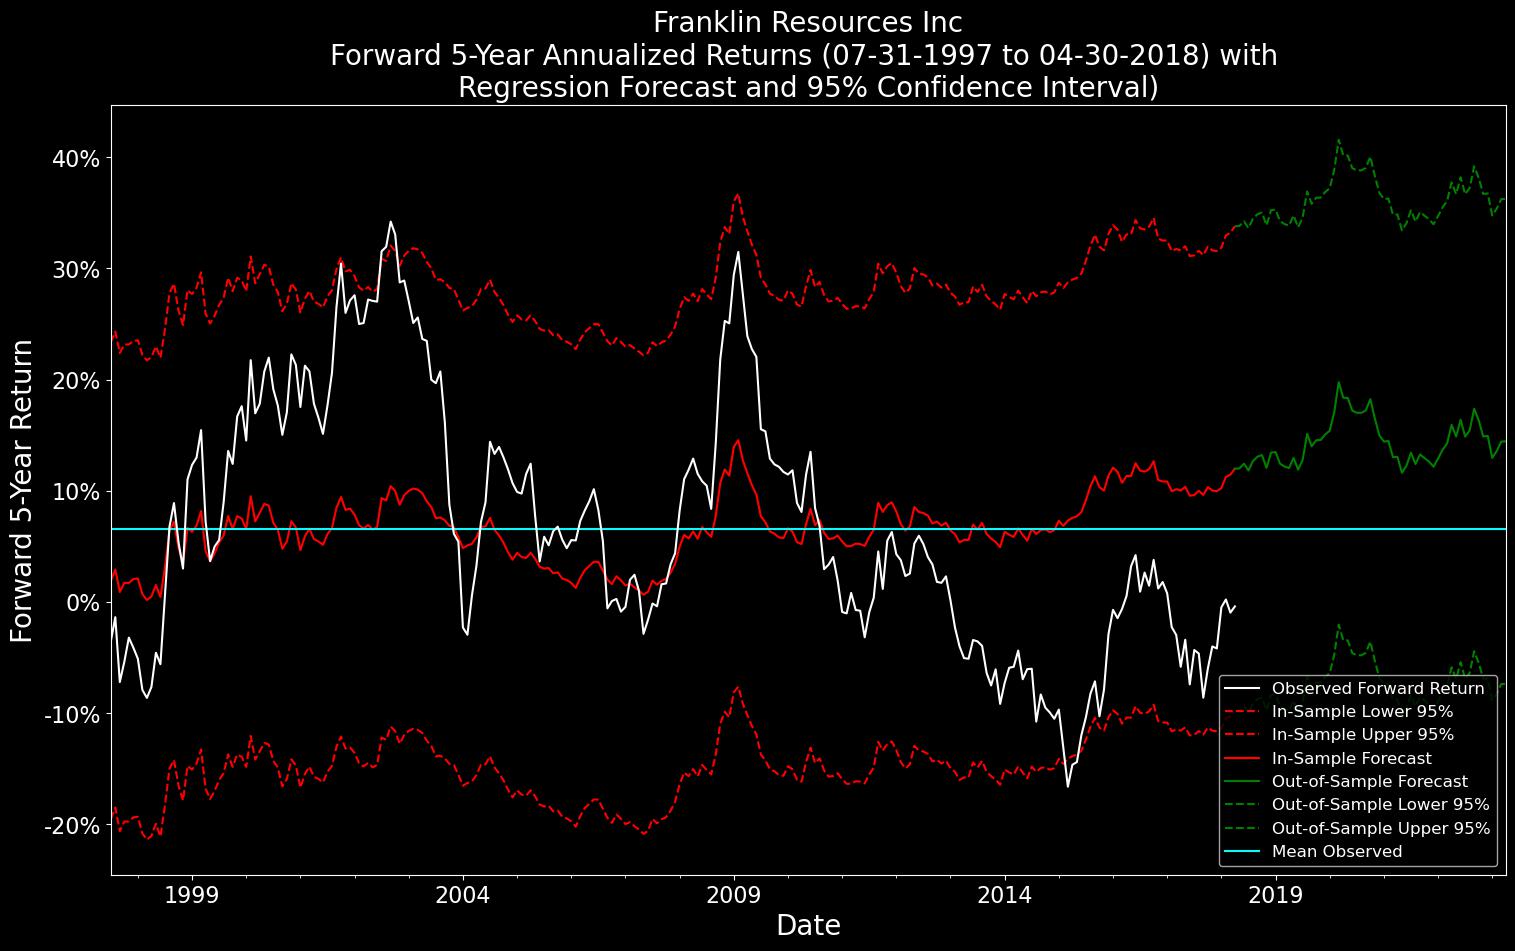 Franklin Resources Inc
Forward 5-Year Annualized Returns (07-31-1997 to 04-30-2018) with
Regression Forecast and 95% Confidence Interval)
Forward 5-Year Return
40%
30%
20%
10%
0%
-10%
-20%
Observed Forward Return
In-Sample Lower 95%
In-Sample Upper 95%
In-Sample Forecast
Out-of-Sample Forecast
Out-of-Sample Lower 95%
Out-of-Sample Upper 95%
Mean Observed
1999 2004 2009 2014 2019
Date